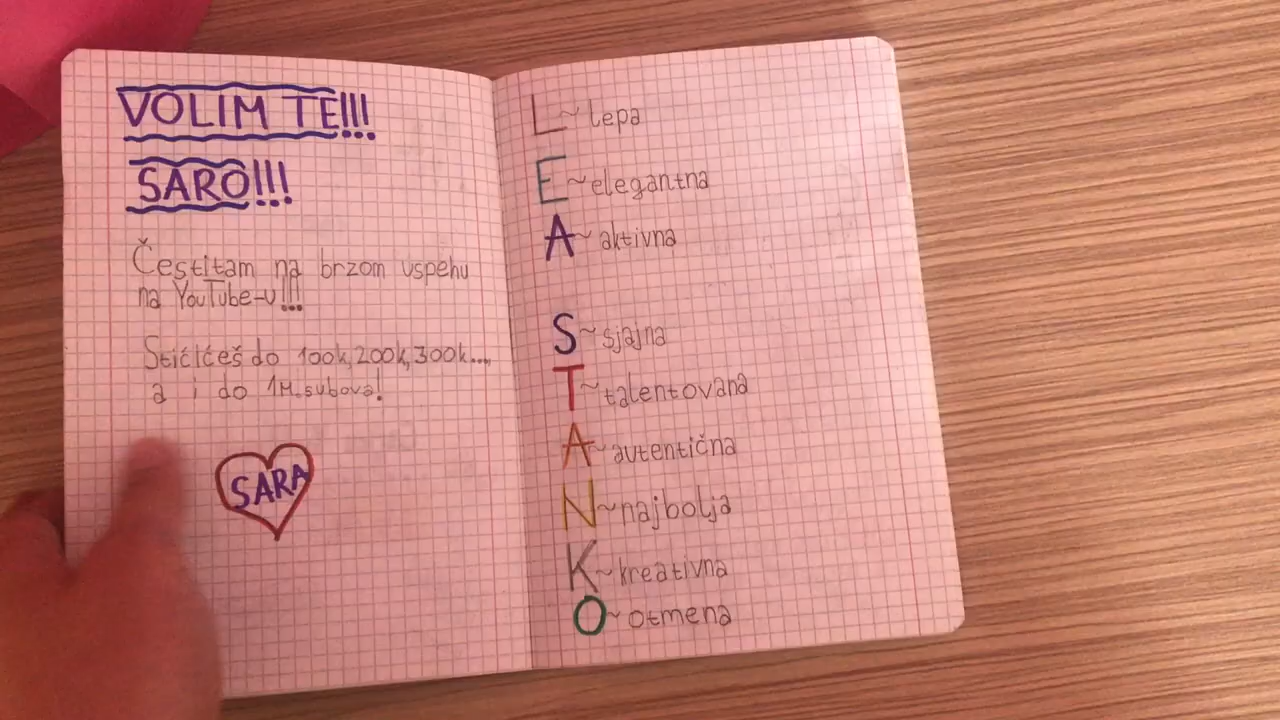 VOLIM TE!!!
SARO!!!
Čestitam na brzom uspehu
na YouTube-u!!!
Stićićeš do 100k,200k,300k....
a i do 1M.subova!
SARA
L~lepa
E~elegantna
A~aktivna
S~sjajna
T~talentovana
A~autentična
N~najbolja
K~kreativna
O~otmena